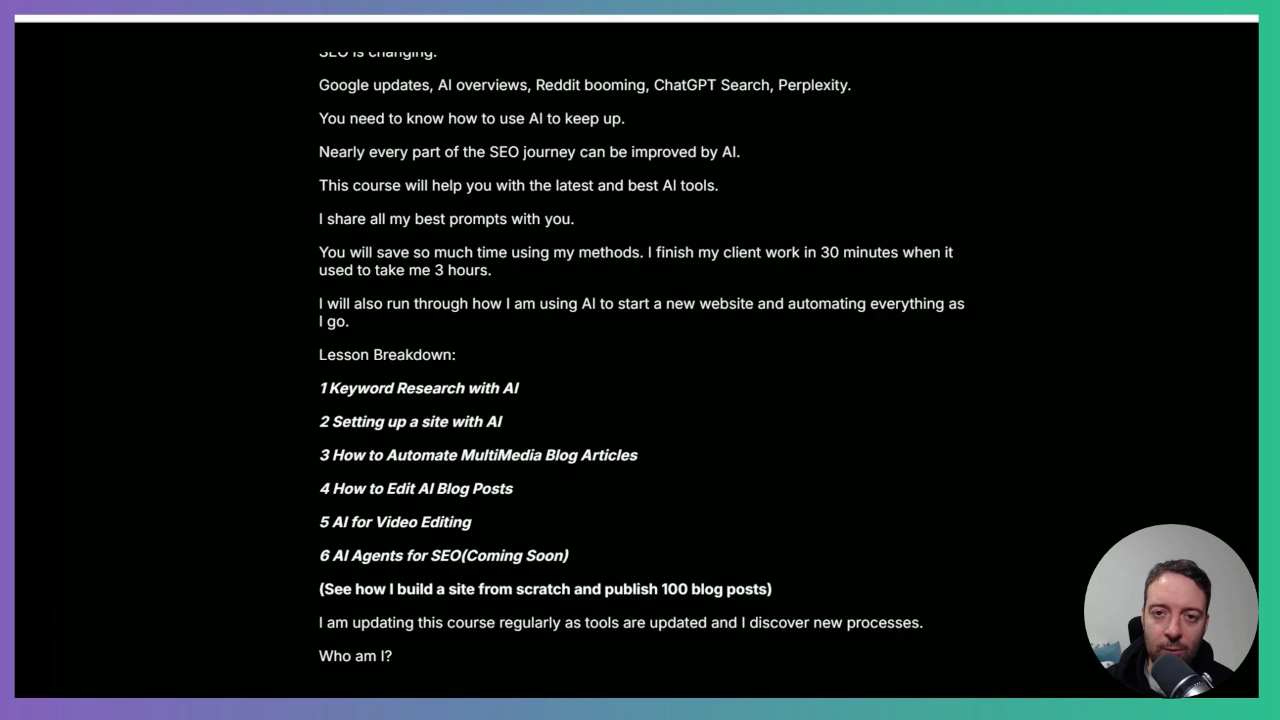 SEO is changing.
Google updates, AI overviews, Reddit booming, ChatGPT Search, Perplexity.
You need to know how to use AI to keep up.
Nearly every part of the SEO journey can be improved by AI.
This course will help you with the latest and best AI tools.
I share all my best prompts with you.
You will save so much time using my methods. I finish my client work in 30 minutes when it
used to take me 3 hours.
I will also run through how I am using AI to start a new website and automating everything as
I go.
Lesson Breakdown:
1 Keyword Research with AI
2 Setting up a site with AI
3 How to Automate MultiMedia Blog Articles
4 How to Edit AI Blog Posts
5 AI for Video Editing
6 AI Agents for SEO(Coming Soon)
(See how I build a site from scratch and publish 100 blog posts)
I am updating this course regularly as tools are updated and I discover new processes.
Who am I?